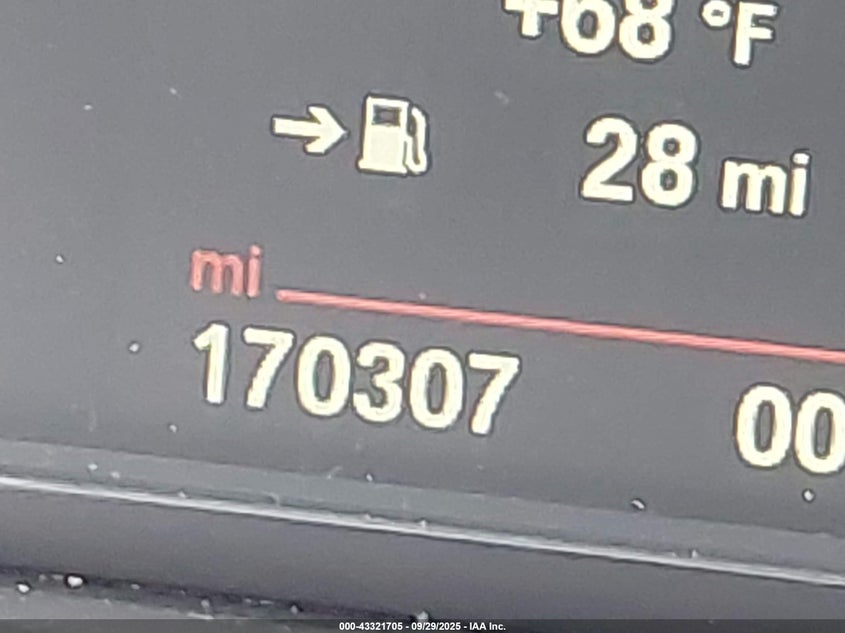 +68 °F
28 mi
mi
170307 00
000-43321705 - 09/29/2025 - IAA Inc.